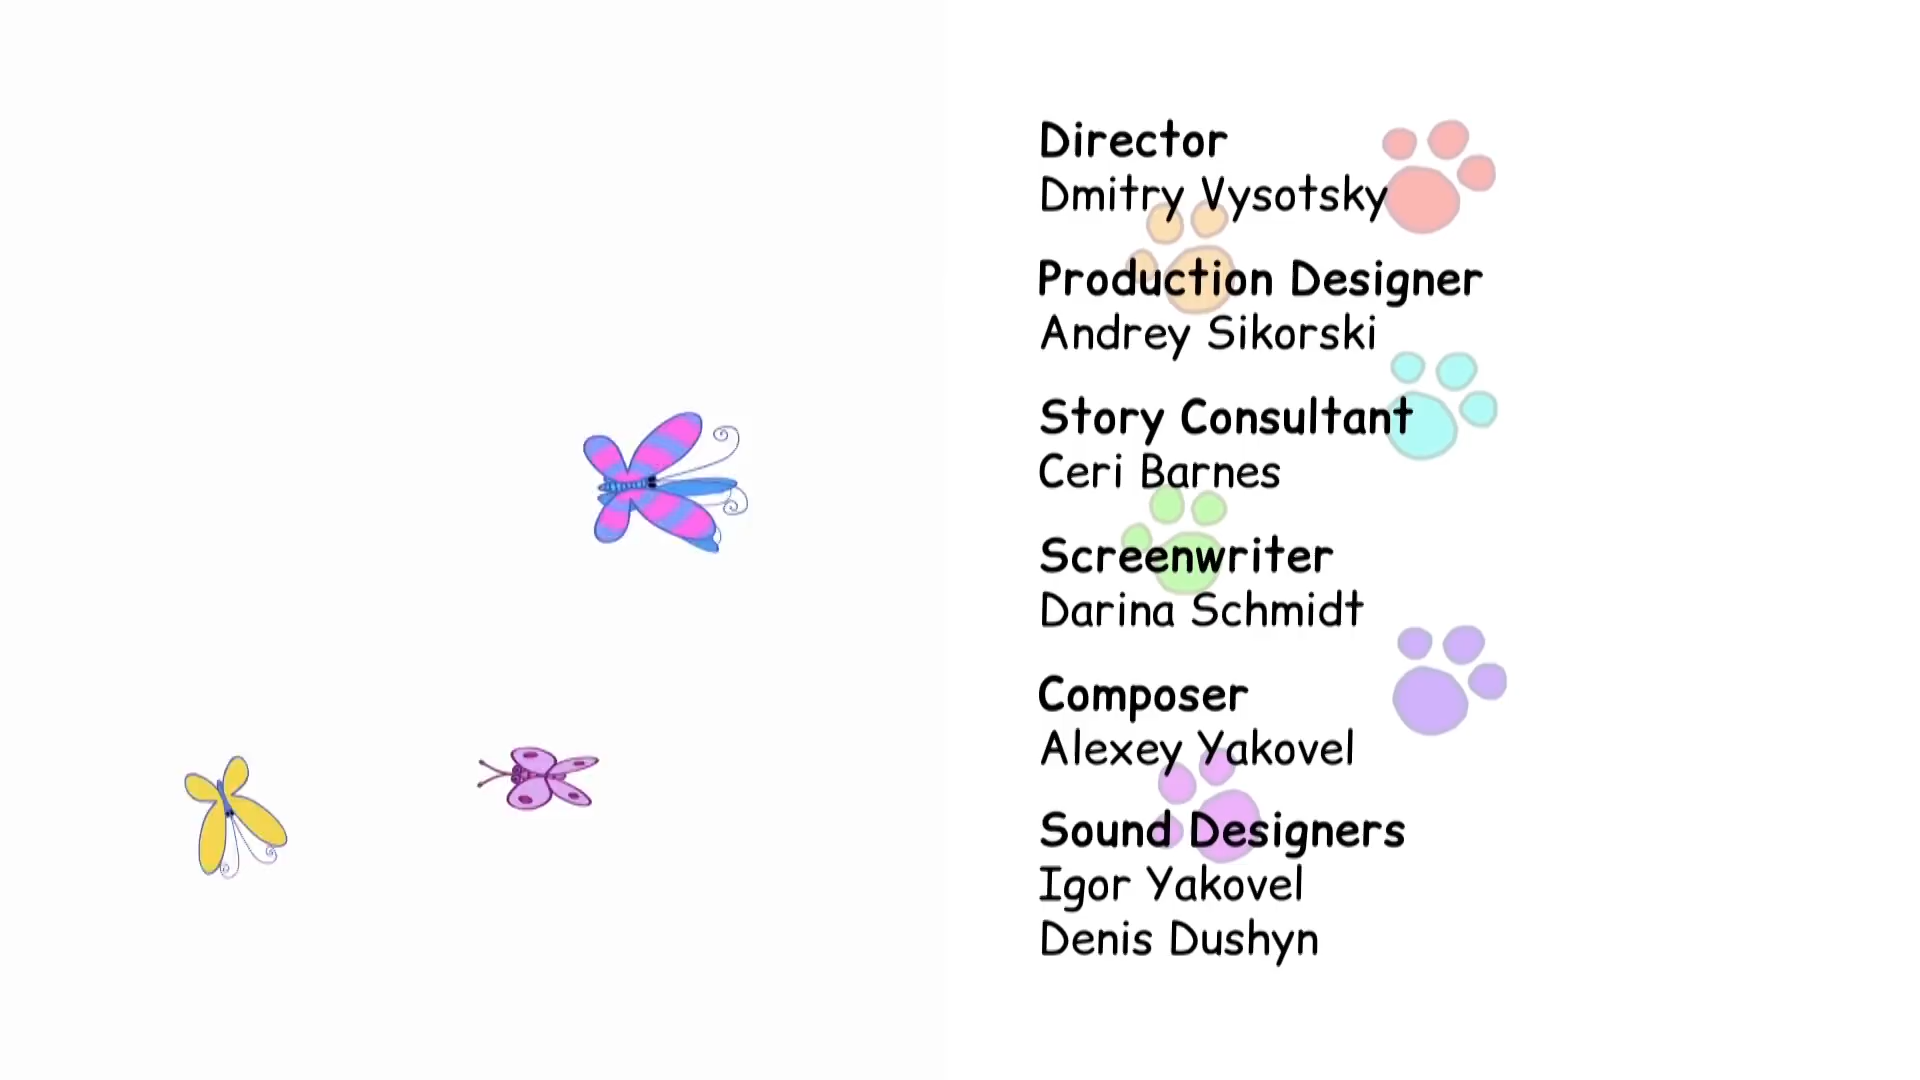 Director
Dmitry Vysotsky
Production Designer
Andrey Sikorski
Story Consultant
Ceri Barnes
Screenwriter
Darina Schmidt
Composer
Alexey Yakovel
Sound Designers
Igor Yakovel
Denis Dushyn